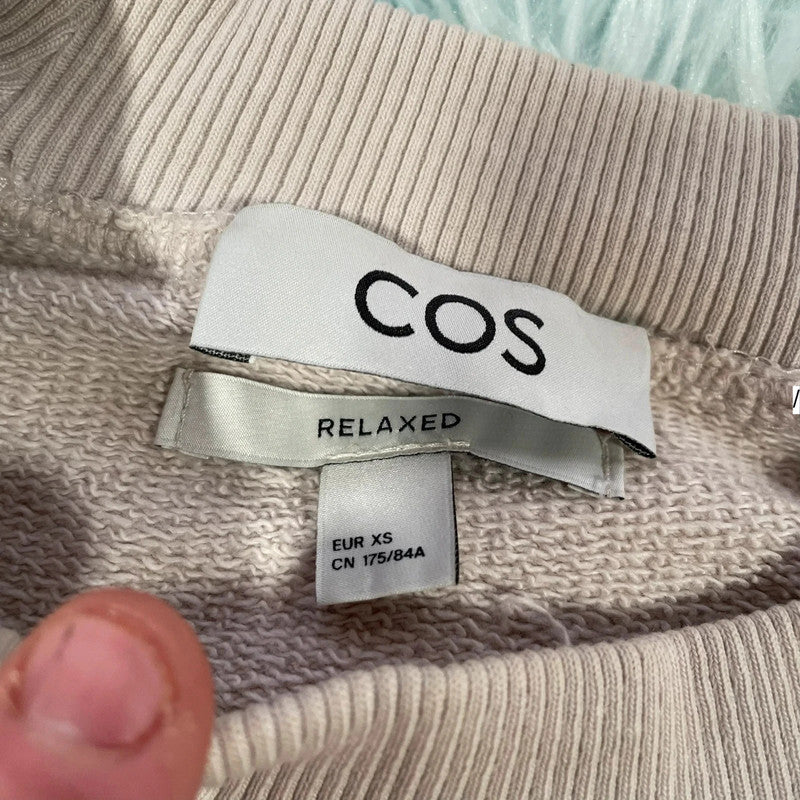 COS
RELAXED
EUR XS
CN 175/84A